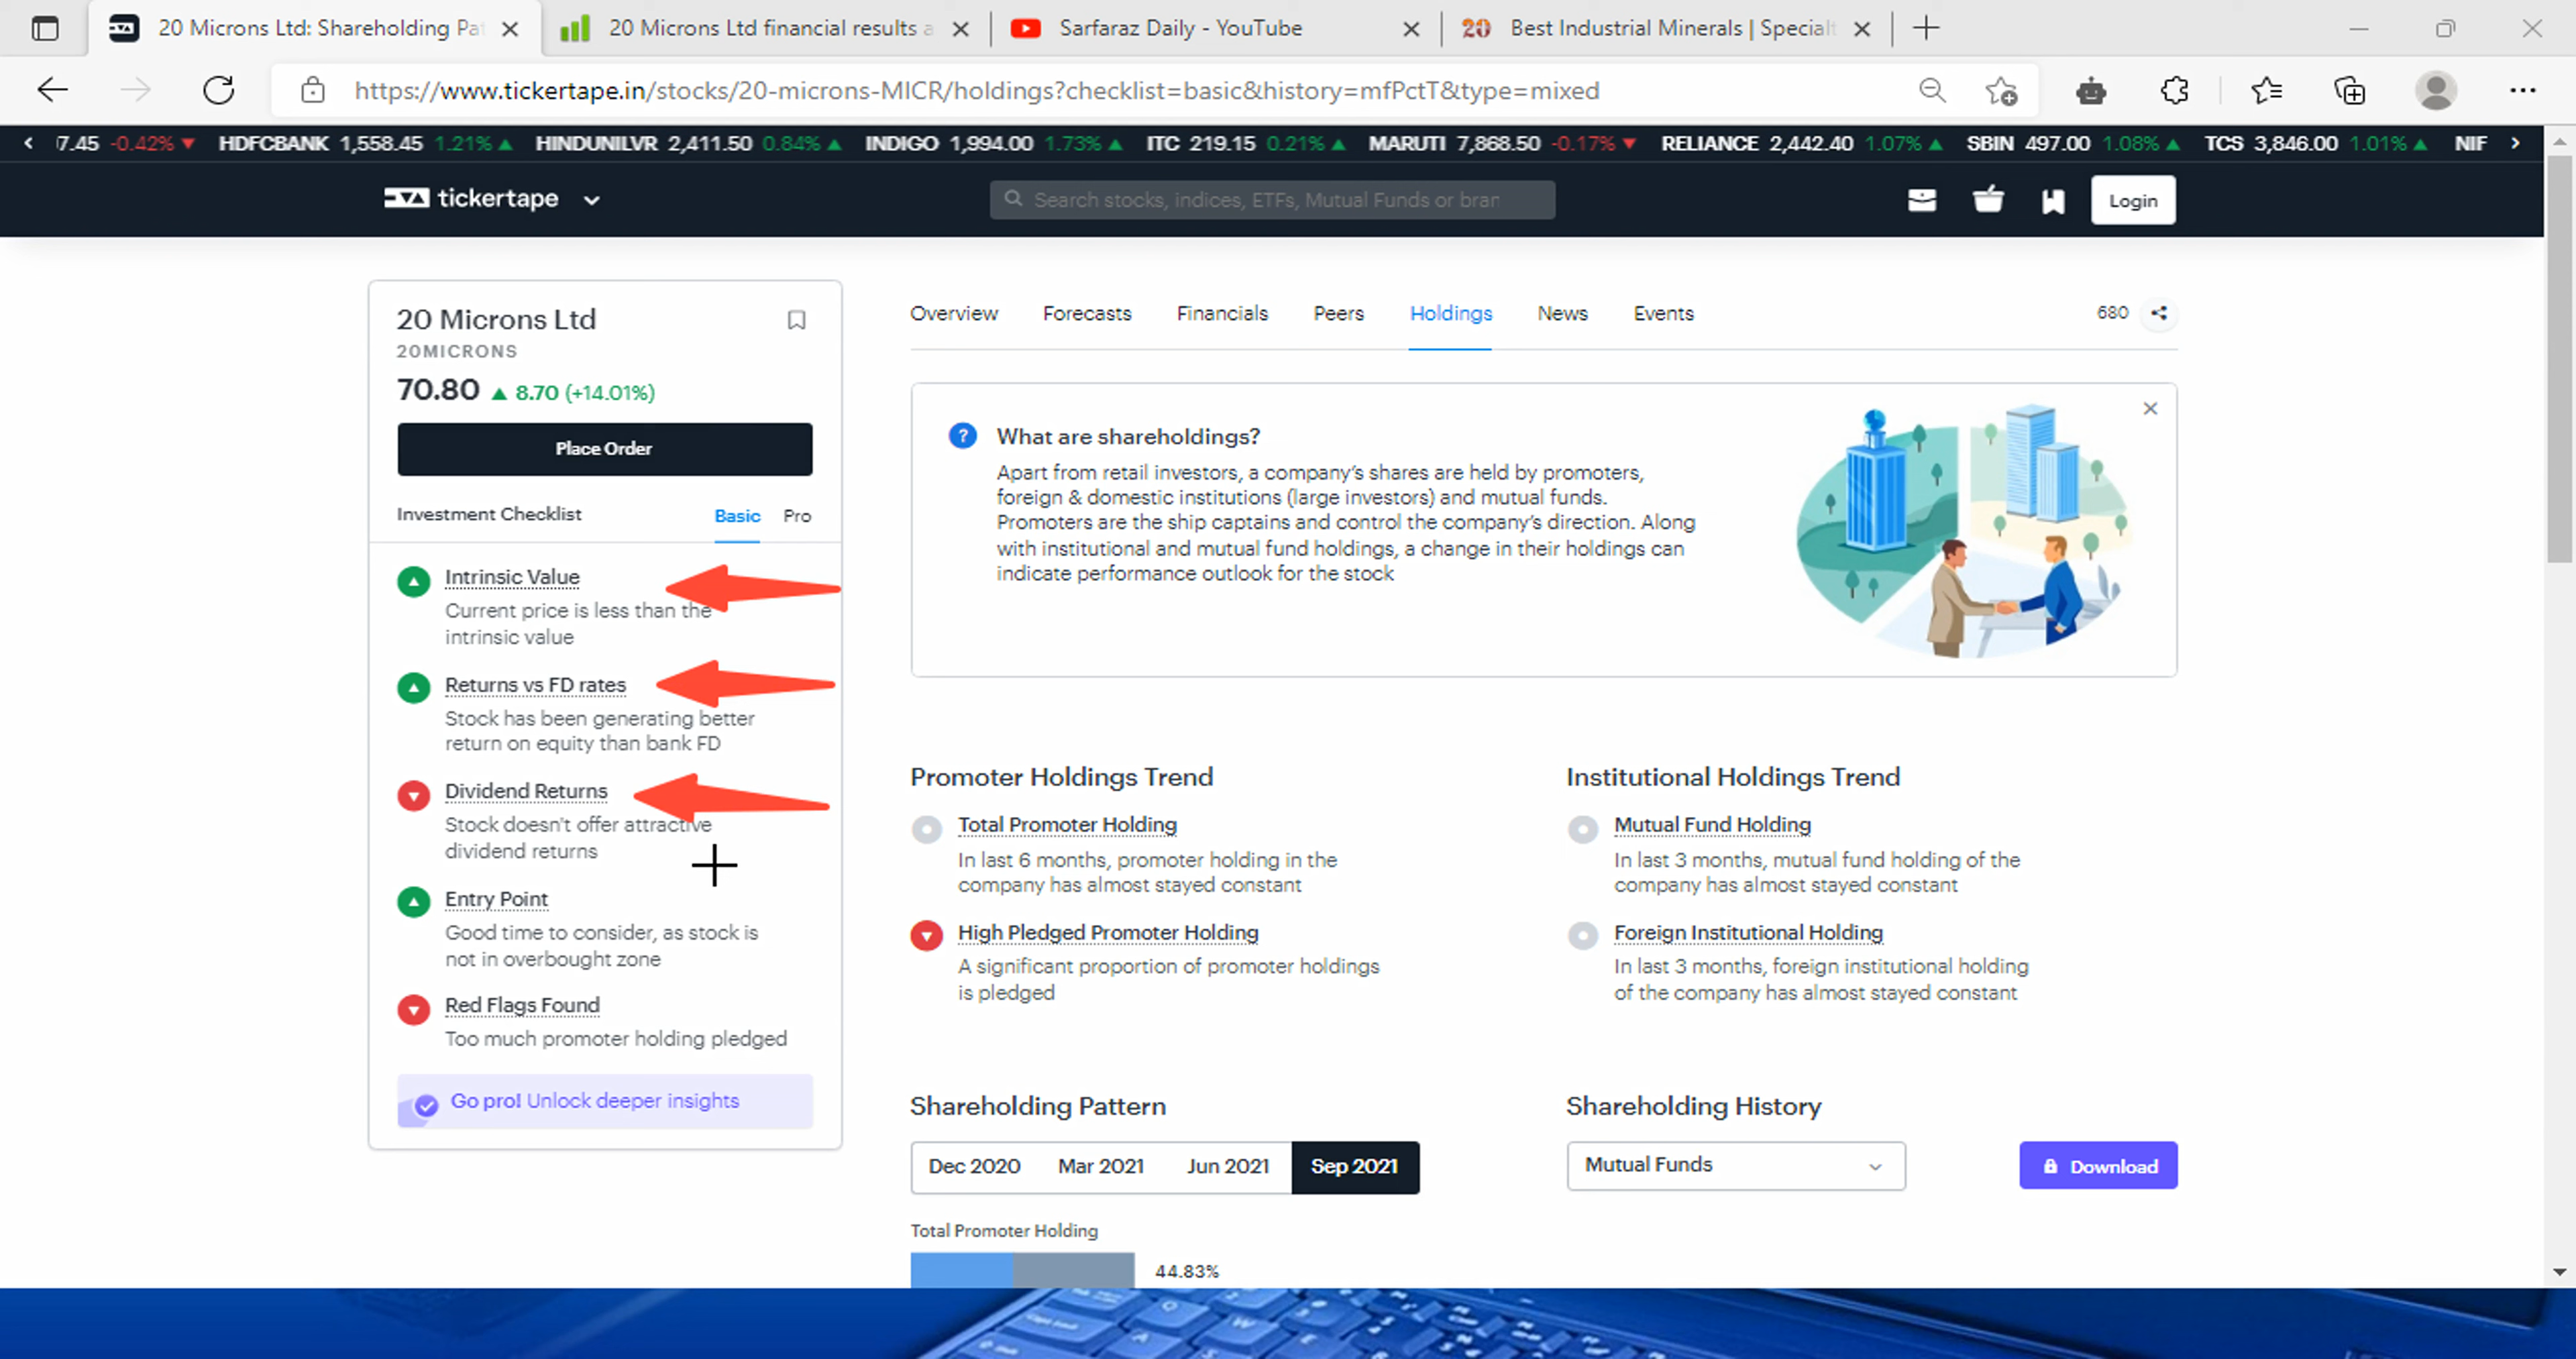 20 Microns Ltd: Shareholding Pat
20 Microns Ltd financial results a
Sarfaraz Daily - YouTube
20 Best Industrial Minerals | Specialt
https://www.tickertape.in/stocks/20-microns-MICR/holdings?checklist=basic&history=mfPctT&type=mixed
7.45 -0.42% HDFCBANK 1,558.45 1.21% HINDUNILVR 2,411.50 0.84% INDIGO 1,994.00 1.73% ITC 219.15 0.21% MARUTI 7,868.50 -0.17% RELIANCE 2,442.40 1.07% SBIN 497.00 1.08% TCS 3,846.00 1.01% NIF
tickertape
Search stocks, indices, ETFs, Mutual Funds or bran
Login
20 Microns Ltd
20MICRONS
70.80 8.70 (+14.01%)
Place Order
Investment Checklist Basic Pro
Intrinsic Value
Current price is less than the
intrinsic value
Returns vs FD rates
Stock has been generating better
return on equity than bank FD
Dividend Returns
Stock doesn't offer attractive
dividend returns
Entry Point
Good time to consider, as stock is
not in overbought zone
Red Flags Found
Too much promoter holding pledged
Go pro! Unlock deeper insights
Overview Forecasts Financials Peers Holdings News Events
680
? What are shareholdings?
Apart from retail investors, a company's shares are held by promoters,
foreign & domestic institutions (large investors) and mutual funds.
Promoters are the ship captains and control the company's direction. Along
with institutional and mutual fund holdings, a change in their holdings can
indicate performance outlook for the stock
Promoter Holdings Trend
Total Promoter Holding
In last 6 months, promoter holding in the
company has almost stayed constant
High Pledged Promoter Holding
A significant proportion of promoter holdings
is pledged
Institutional Holdings Trend
Mutual Fund Holding
In last 3 months, mutual fund holding of the
company has almost stayed constant
Foreign Institutional Holding
In last 3 months, foreign institutional holding
of the company has almost stayed constant
Shareholding Pattern
Dec 2020 Mar 2021 Jun 2021 Sep 2021
Total Promoter Holding
44.83%
Shareholding History
Mutual Funds
Download